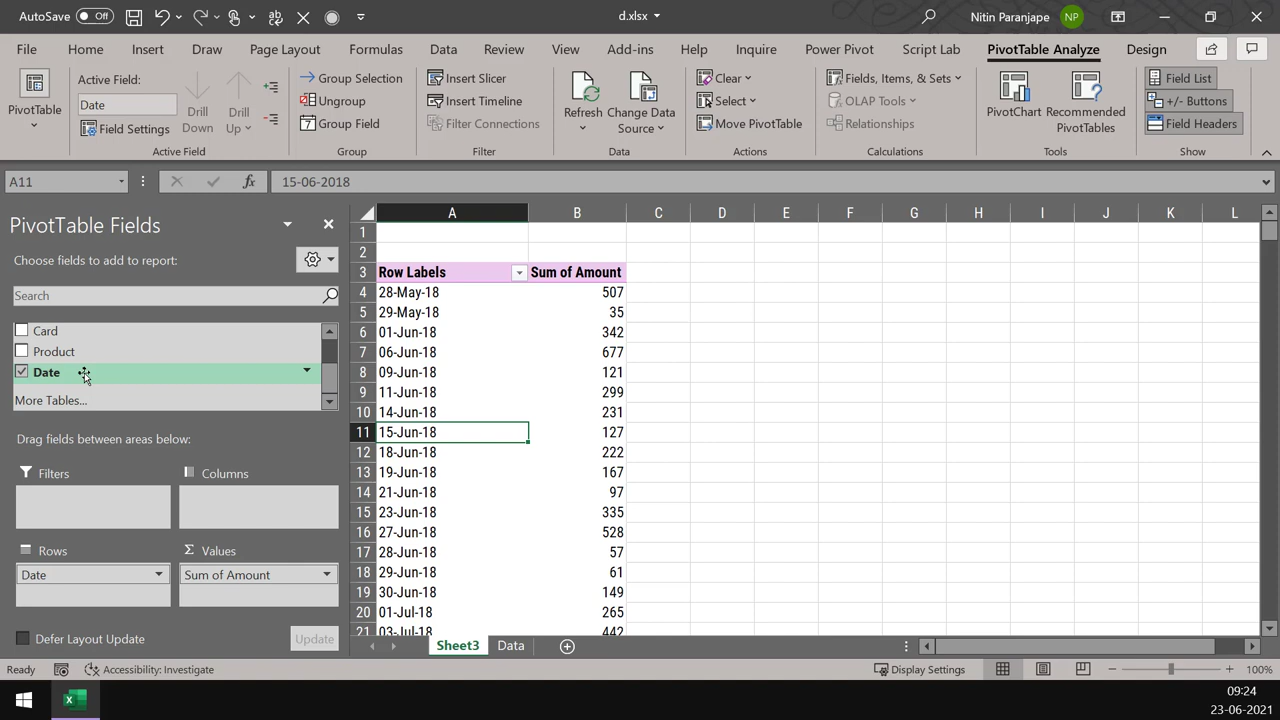 AutoSave Off
d.xlsx
Nitin Paranjape NP
File Home Insert Draw Page Layout Formulas Data Review View Add-ins Help Inquire Power Pivot Script Lab PivotTable Analyze Design
PivotTable
Active Field:
Date
Field Settings
Drill Down
Drill Up
Active Field
Group Selection
Ungroup
Group Field
Group
Insert Slicer
Insert Timeline
Filter Connections
Filter
Refresh
Change Data Source
Data
Clear
Select
Move PivotTable
Actions
Fields, Items, & Sets
OLAP Tools
Relationships
Calculations
PivotChart
Recommended PivotTables
Tools
Field List
+/- Buttons
Field Headers
Show
A11 fx 15-06-2018
PivotTable Fields
Choose fields to add to report:
Search
Card
Product
Date
More Tables...
Drag fields between areas below:
Filters
Columns
Rows
Σ Values
Date
Sum of Amount
Defer Layout Update
Update
A B C D E F G H I J K L
1
2
3 Row Labels Sum of Amount
4 28-May-18 507
5 29-May-18 35
6 01-Jun-18 342
7 06-Jun-18 677
8 09-Jun-18 121
9 11-Jun-18 299
10 14-Jun-18 231
11 15-Jun-18 127
12 18-Jun-18 222
13 19-Jun-18 167
14 21-Jun-18 97
15 23-Jun-18 335
16 27-Jun-18 528
17 28-Jun-18 57
18 29-Jun-18 61
19 30-Jun-18 149
20 01-Jul-18 265
21 03-Jul-18 442
Sheet3 Data
Ready Accessibility: Investigate Display Settings 100%
09:24
23-06-2021